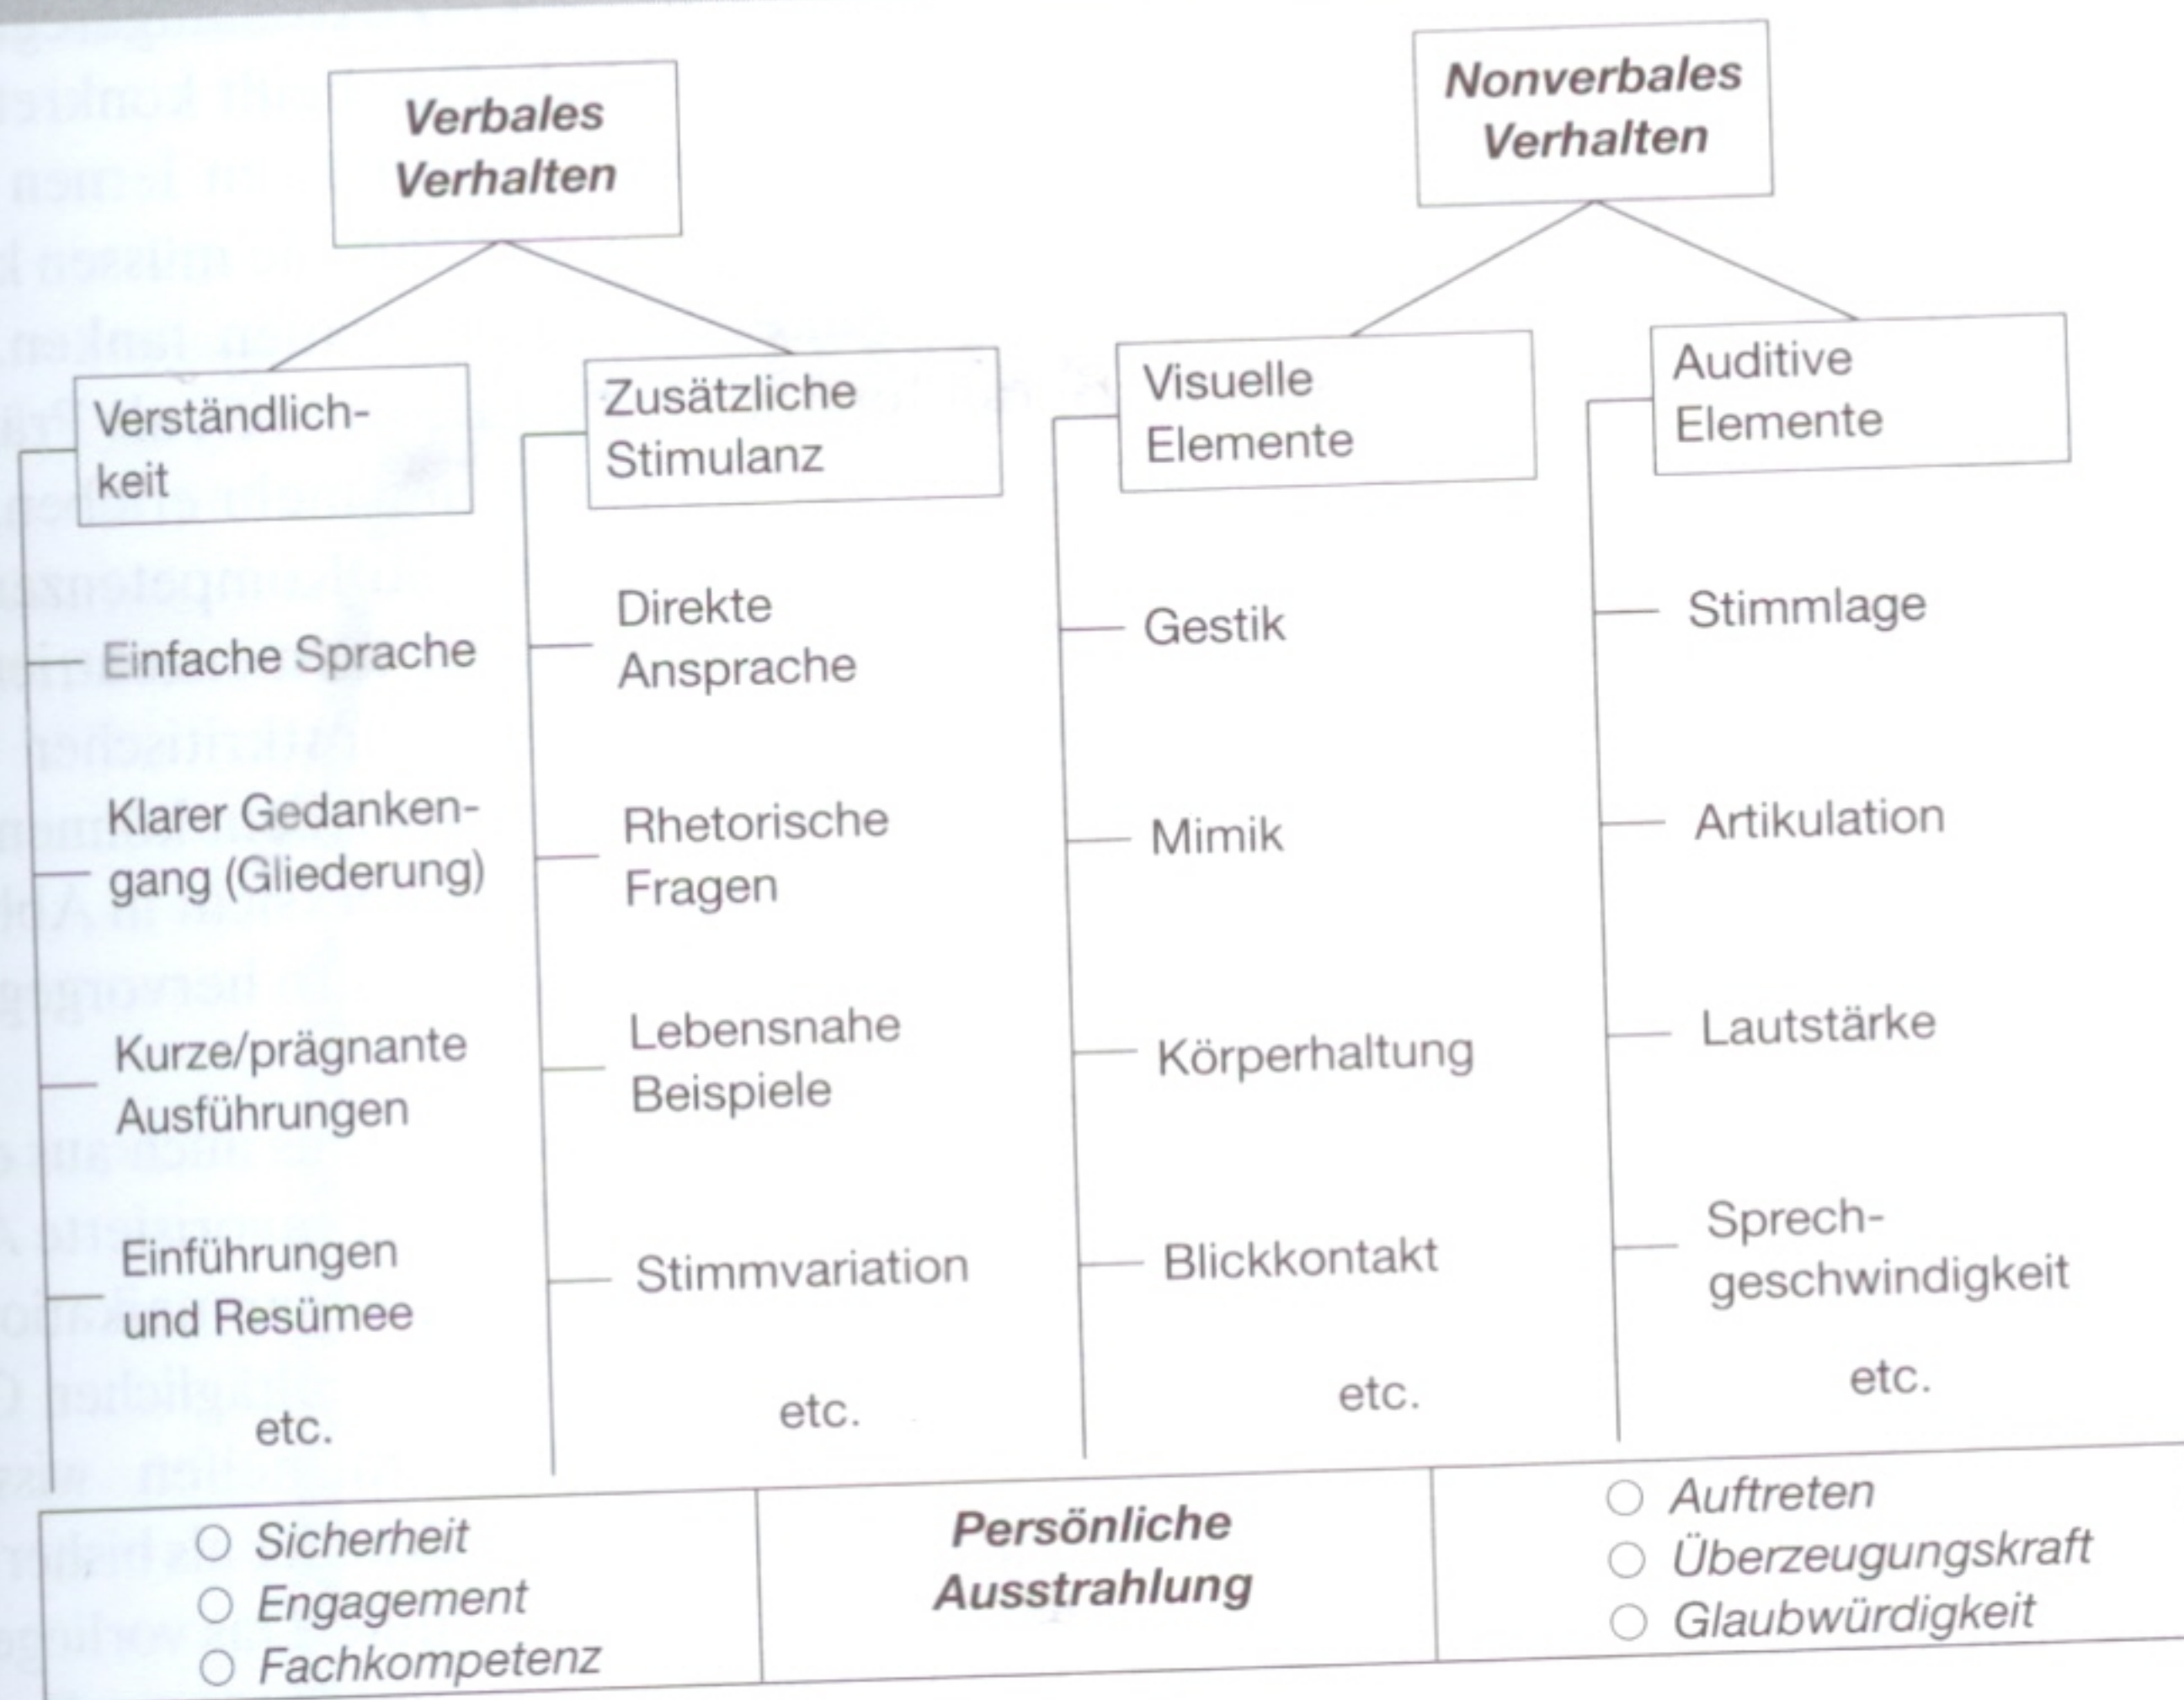 Verbales
Verhalten
Nonverbales
Verhalten
Verständlich-
keit
Einfache Sprache
Klarer Gedanken-
gang (Gliederung)
Kurze/prägnante
Ausführungen
Einführungen
und Resümee
etc.
Zusätzliche
Stimulanz
Direkte
Ansprache
Rhetorische
Fragen
Lebensnahe
Beispiele
Stimmvariation
etc.
Visuelle
Elemente
Gestik
Mimik
Körperhaltung
Blickkontakt
etc.
Auditive
Elemente
Stimmlage
Artikulation
Lautstärke
Sprech-
geschwindigkeit
etc.
Sicherheit
Engagement
Fachkompetenz
Persönliche
Ausstrahlung
Auftreten
Überzeugungskraft
Glaubwürdigkeit